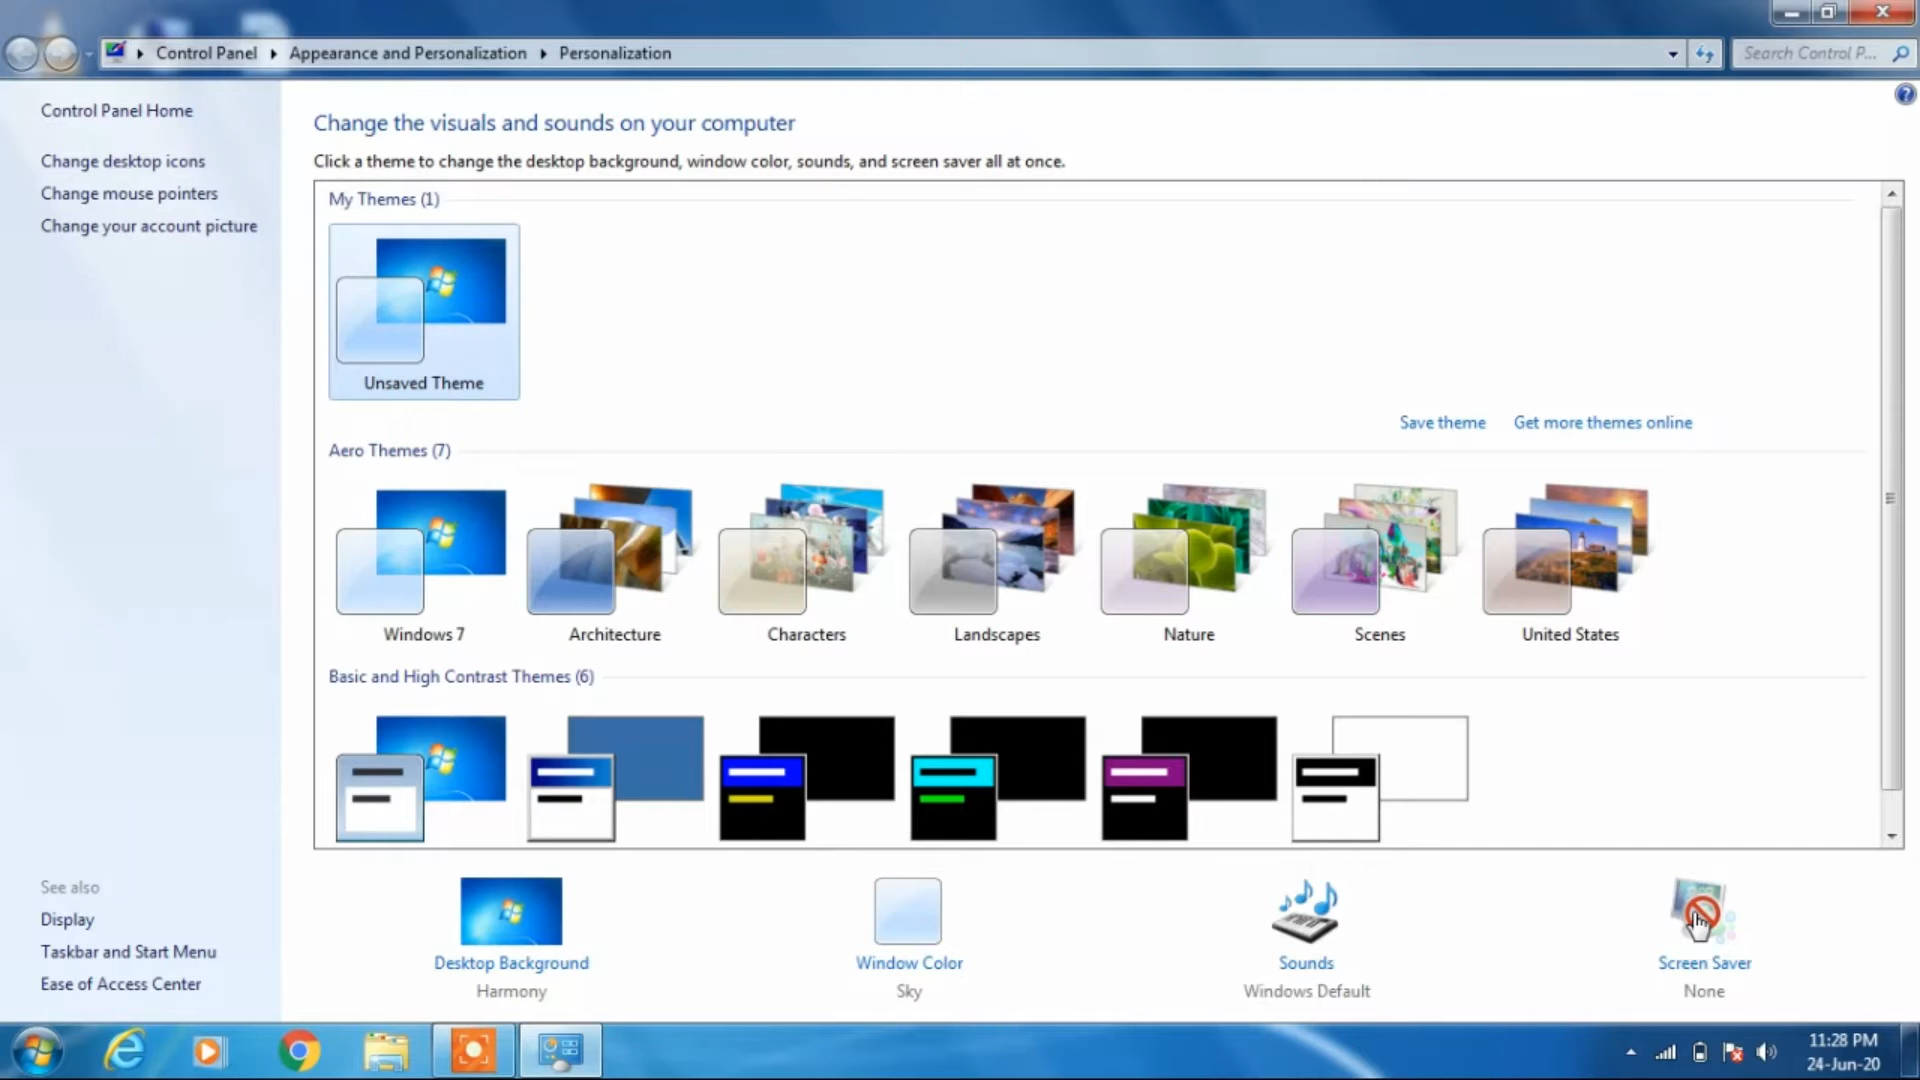 Control Panel ▸ Appearance and Personalization ▸ Personalization
Search Control P...
Control Panel Home
Change desktop icons
Change mouse pointers
Change your account picture
Change the visuals and sounds on your computer
Click a theme to change the desktop background, window color, sounds, and screen saver all at once.
My Themes (1)
Unsaved Theme
Save theme
Get more themes online
Aero Themes (7)
Windows 7
Architecture
Characters
Landscapes
Nature
Scenes
United States
Basic and High Contrast Themes (6)
See also
Display
Taskbar and Start Menu
Ease of Access Center
Desktop Background
Harmony
Window Color
Sky
Sounds
Windows Default
Screen Saver
None
11:28 PM
24-Jun-20